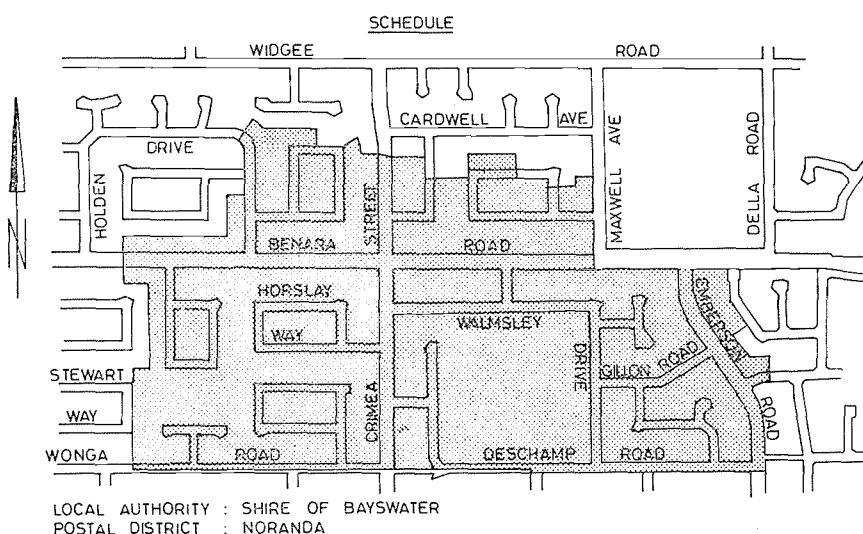 SCHEDULE
WIDGEE ROAD
CARDWELL AVE
DRIVE
HOLDEN
STREET
MAXWELL AVE
DELLA ROAD
N
BENARA ROAD
HORSLAY
WAY
WALMSLEY
DRIVE
EMBERSON
ROAD
GILLON ROAD
STEWART
WAY
CRIMEA
WONGA ROAD
DESCHAMP ROAD
LOCAL AUTHORITY : SHIRE OF BAYSWATER
POSTAL DISTRICT : NORANDA